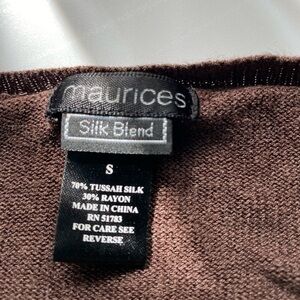 maurices
Silk Blend
S
70% TUSSAH SILK
30% RAYON
MADE IN CHINA
RN 51783
FOR CARE SEE
REVERSE